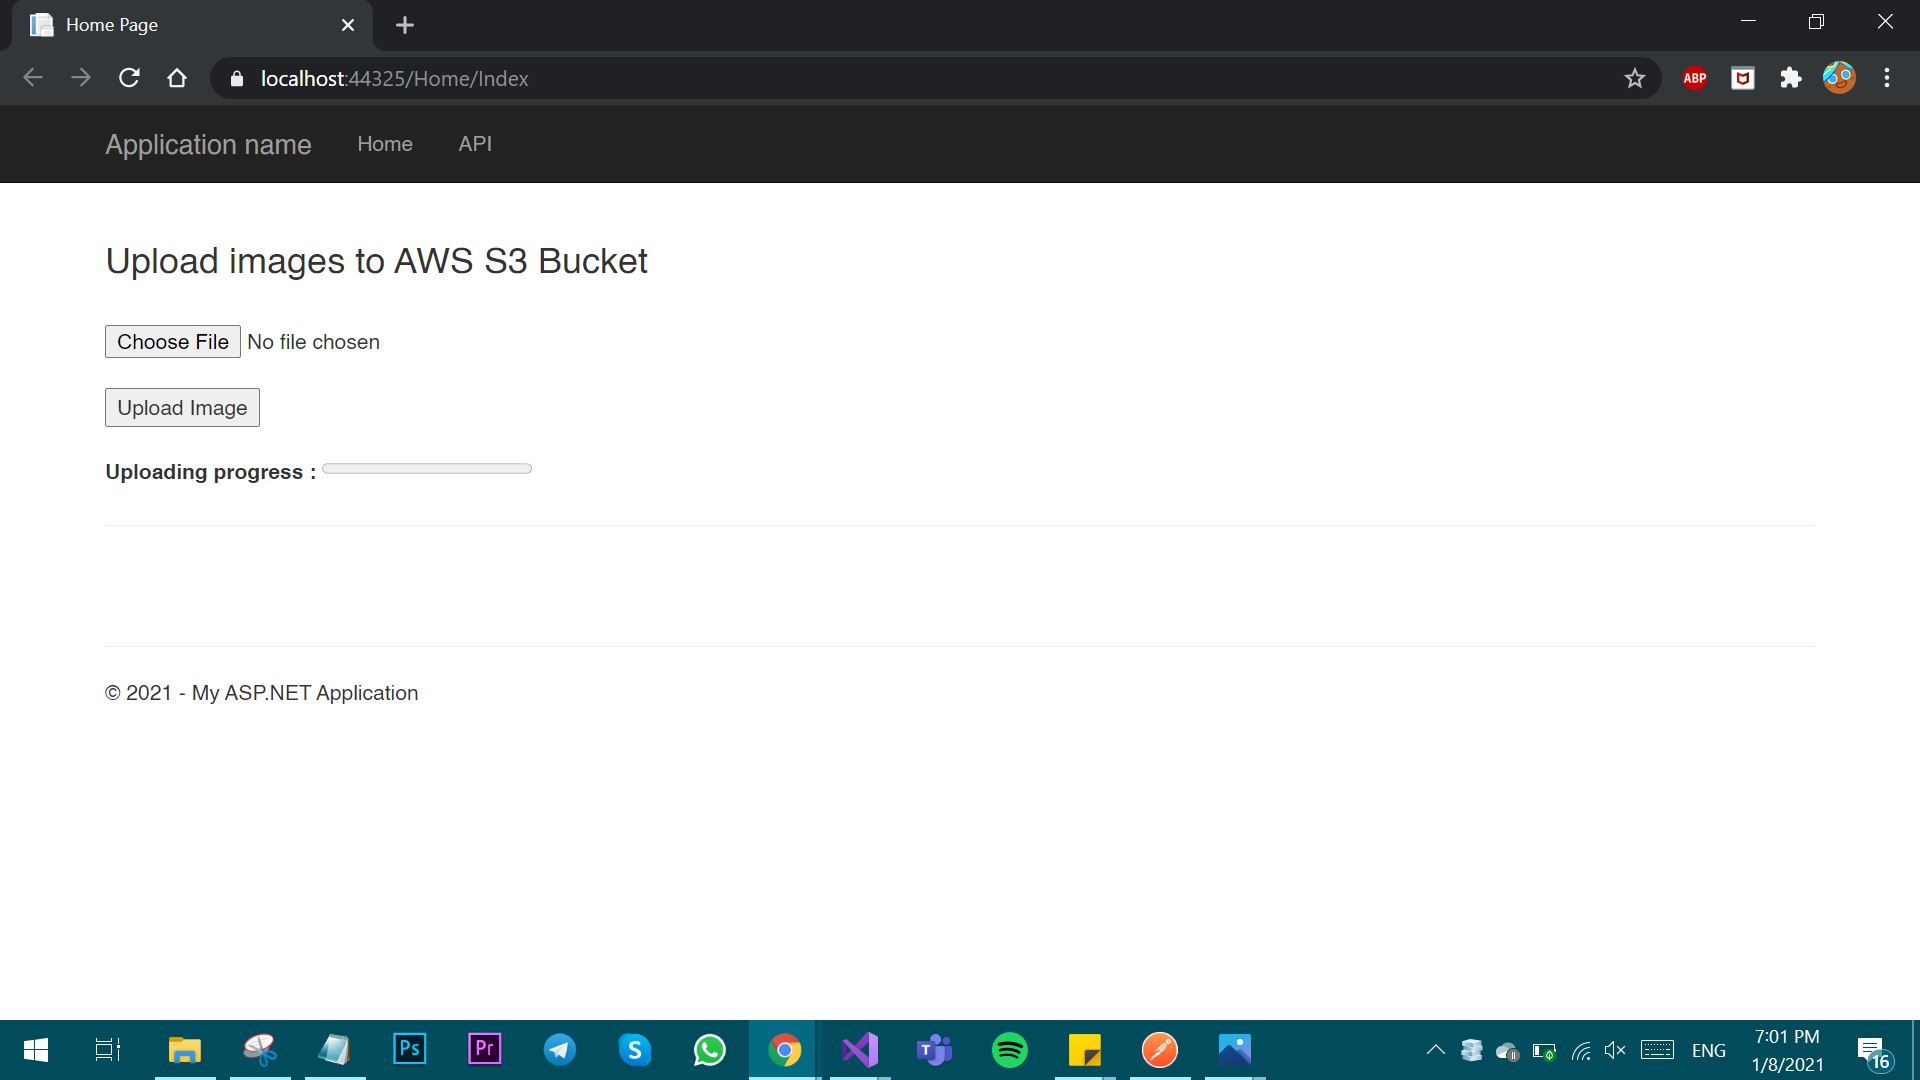 Home Page
localhost:44325/Home/Index
ABP
Application name
Home
API
Upload images to AWS S3 Bucket
Choose File No file chosen
Upload Image
Uploading progress :
© 2021 - My ASP.NET Application
Ps
Pr
S
T
ENG
7:01 PM
1/8/2021
16